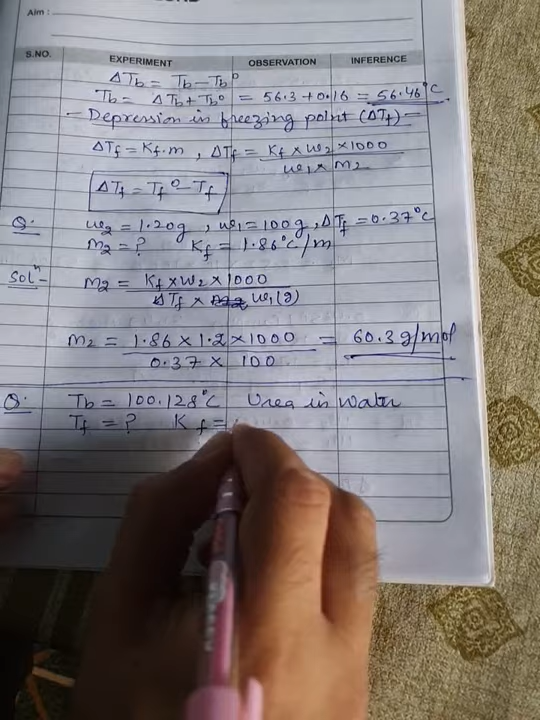 Aim :
S.NO. EXPERIMENT OBSERVATION INFERENCE
ΔTb = Tb - Tb°
Tb = ΔTb + Tb° = 56.3 + 0.16 = 56.46°C
- Depression in freezing point (ΔTf) -
ΔTf = Kf.m , ΔTf = Kf × w2 × 1000
w1 × M2
ΔTf = Tf° - Tf
Q. w2 = 1.20g , w1 = 100g , ΔTf = 0.37°C
M2 = ? Kf = 1.86°C/m
Solⁿ- M2 = Kf × w2 × 1000
ΔTf × w1(g)
M2 = 1.86 × 1.2 × 1000 = 60.3 g/mol
0.37 × 100
Q. Tb = 100.128°C Urea in Water
Tf = ? Kf =